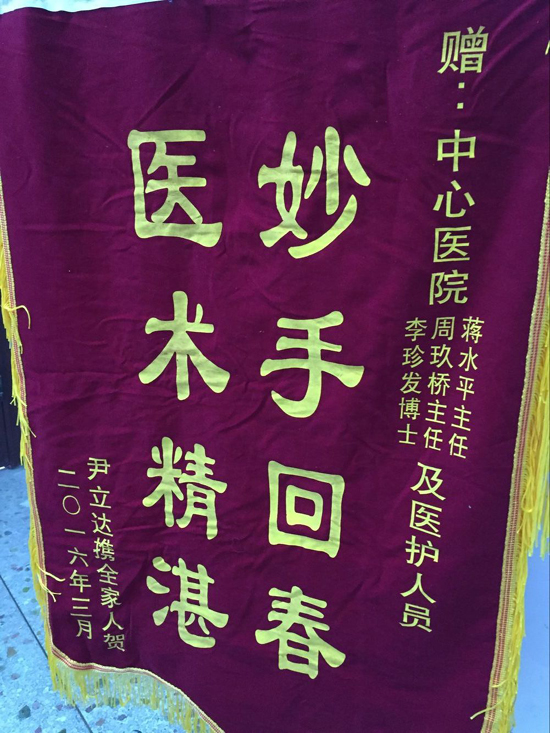 赠：中心医院
蒋水平主任
周玖桥主任
李珍发博士
及医护人员
妙手回春
医术精湛
尹立达携全家人贺
二〇一六年三月